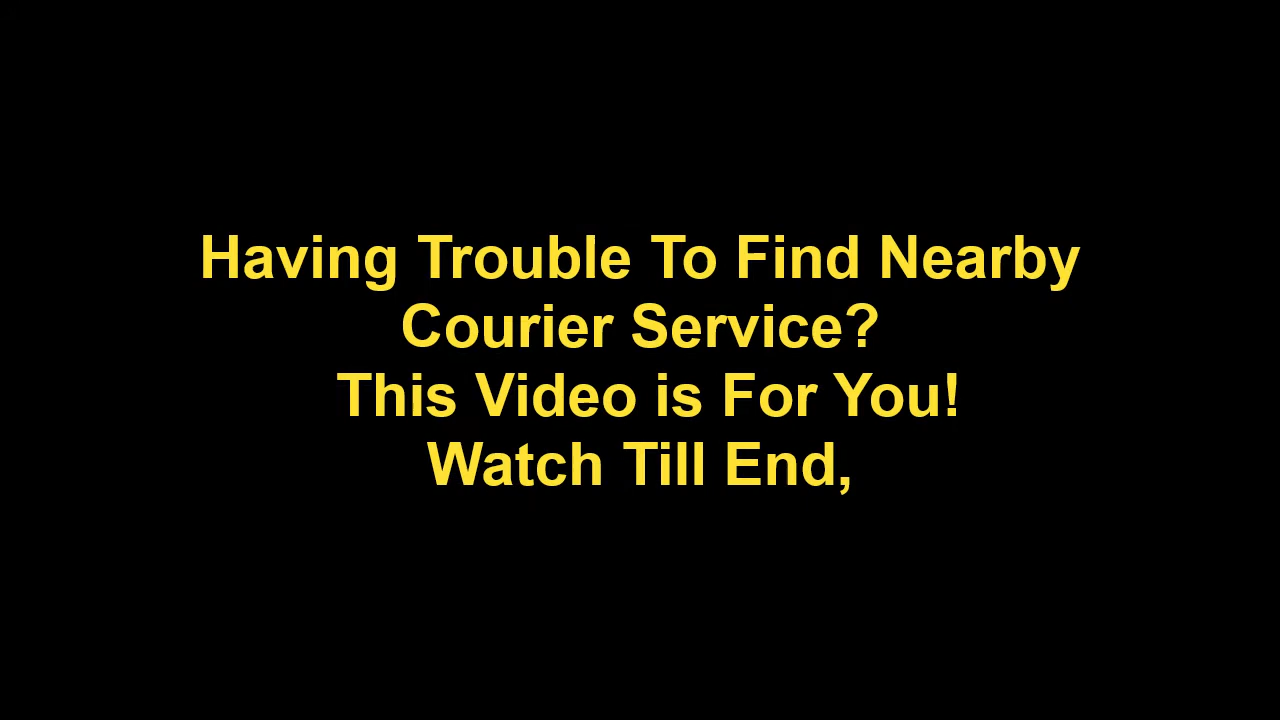 Having Trouble To Find Nearby
Courier Service?
This Video is For You!
Watch Till End,